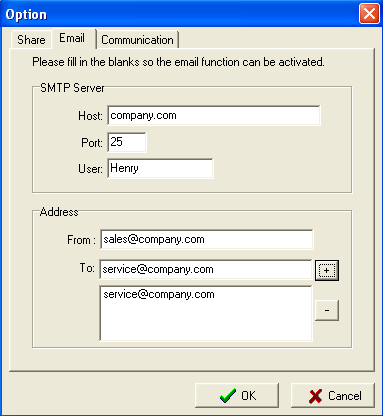 Option
Share Email Communication
Please fill in the blanks so the email function can be activated.
SMTP Server
Host: company.com
Port: 25
User: Henry
Address
From : sales@company.com
To: service@company.com +
service@company.com
-
OK Cancel